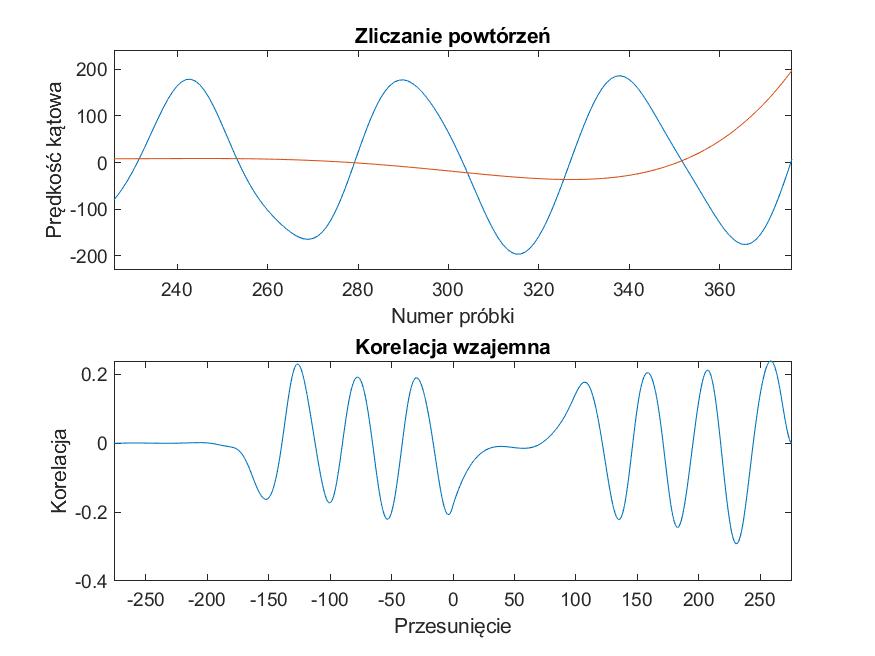 Zliczanie powtórzeń
Prędkość kątowa
200
100
0
-100
-200
240 260 280 300 320 340 360
Numer próbki
Korelacja wzajemna
Korelacja
0.2
0
-0.2
-0.4
-250 -200 -150 -100 -50 0 50 100 150 200 250
Przesunięcie